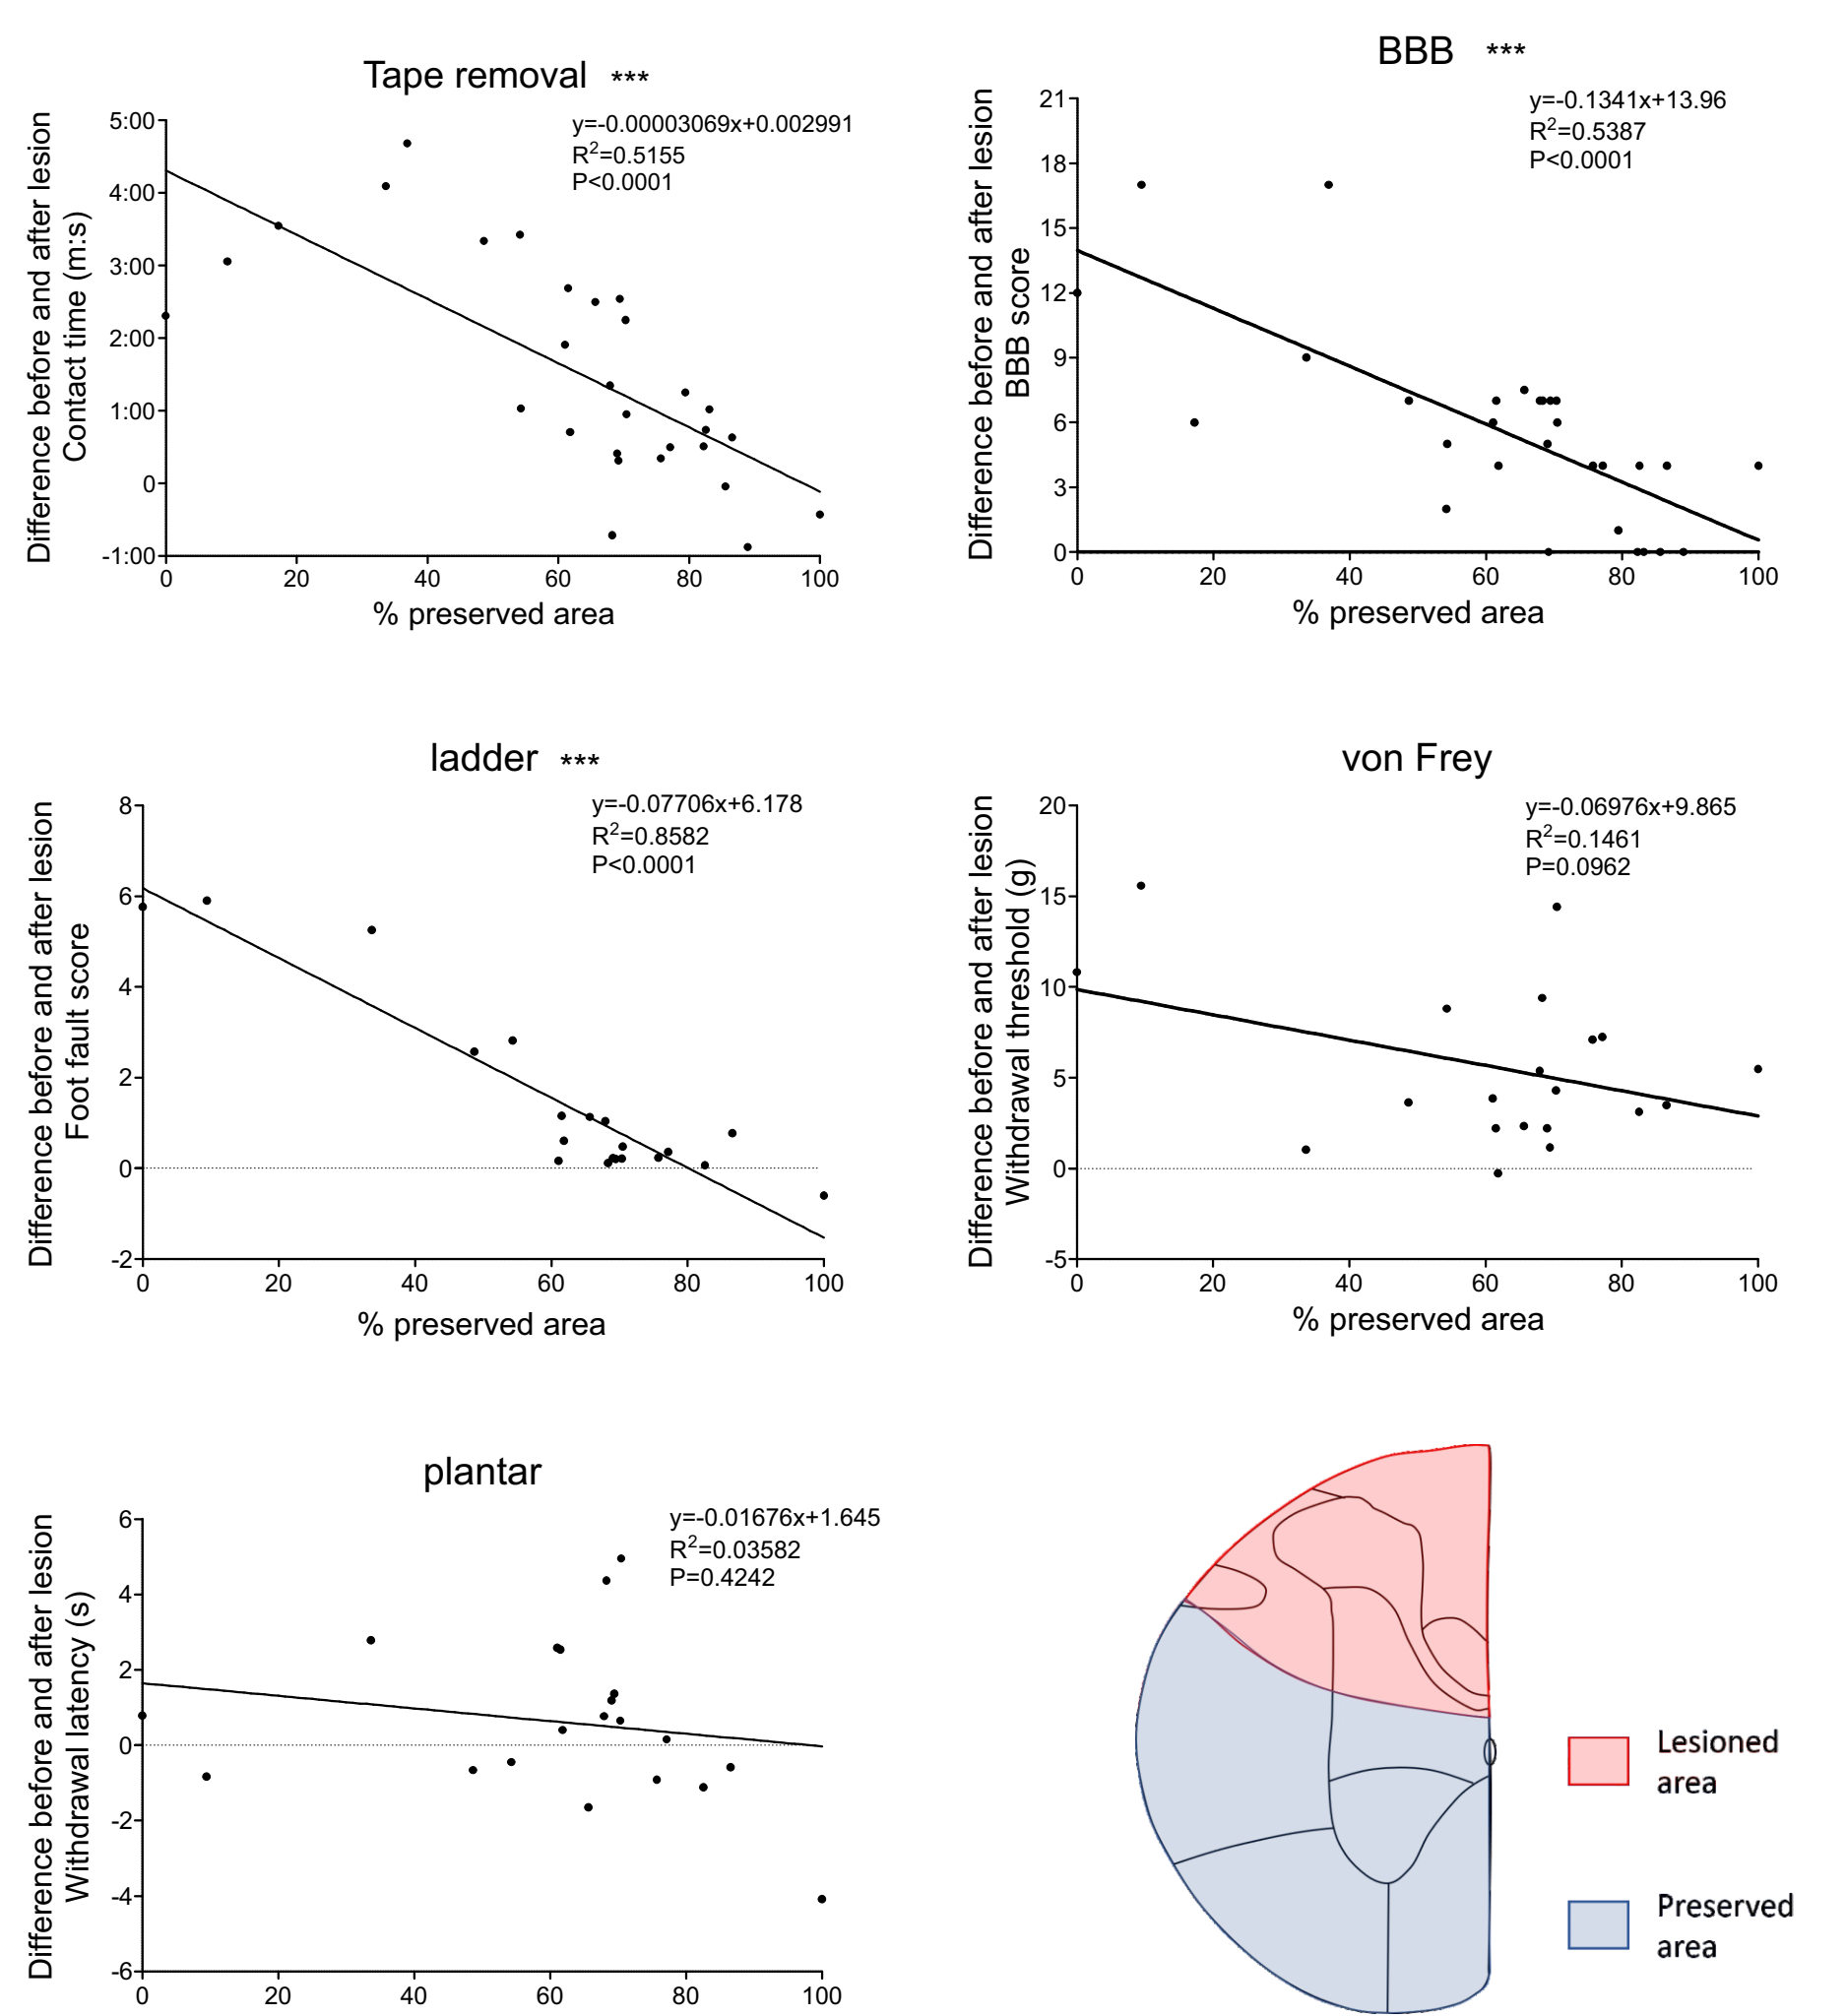 Tape removal ***
y=-0.00003069x+0.002991
R²=0.5155
P<0.0001
Difference before and after lesion
Contact time (m:s)
5:00
4:00
3:00
2:00
1:00
0
-1:00
0 20 40 60 80 100
% preserved area
BBB ***
y=-0.1341x+13.96
R²=0.5387
P<0.0001
Difference before and after lesion
BBB score
21
18
15
12
9
6
3
0
0 20 40 60 80 100
% preserved area
ladder ***
y=-0.07706x+6.178
R²=0.8582
P<0.0001
Difference before and after lesion
Foot fault score
8
6
4
2
0
-2
0 20 40 60 80 100
% preserved area
von Frey
y=-0.06976x+9.865
R²=0.1461
P=0.0962
Difference before and after lesion
Withdrawal threshold (g)
20
15
10
5
0
-5
0 20 40 60 80 100
% preserved area
plantar
y=-0.01676x+1.645
R²=0.03582
P=0.4242
Difference before and after lesion
Withdrawal latency (s)
6
4
2
0
-2
-4
-6
0 20 40 60 80 100
Lesioned
area
Preserved
area